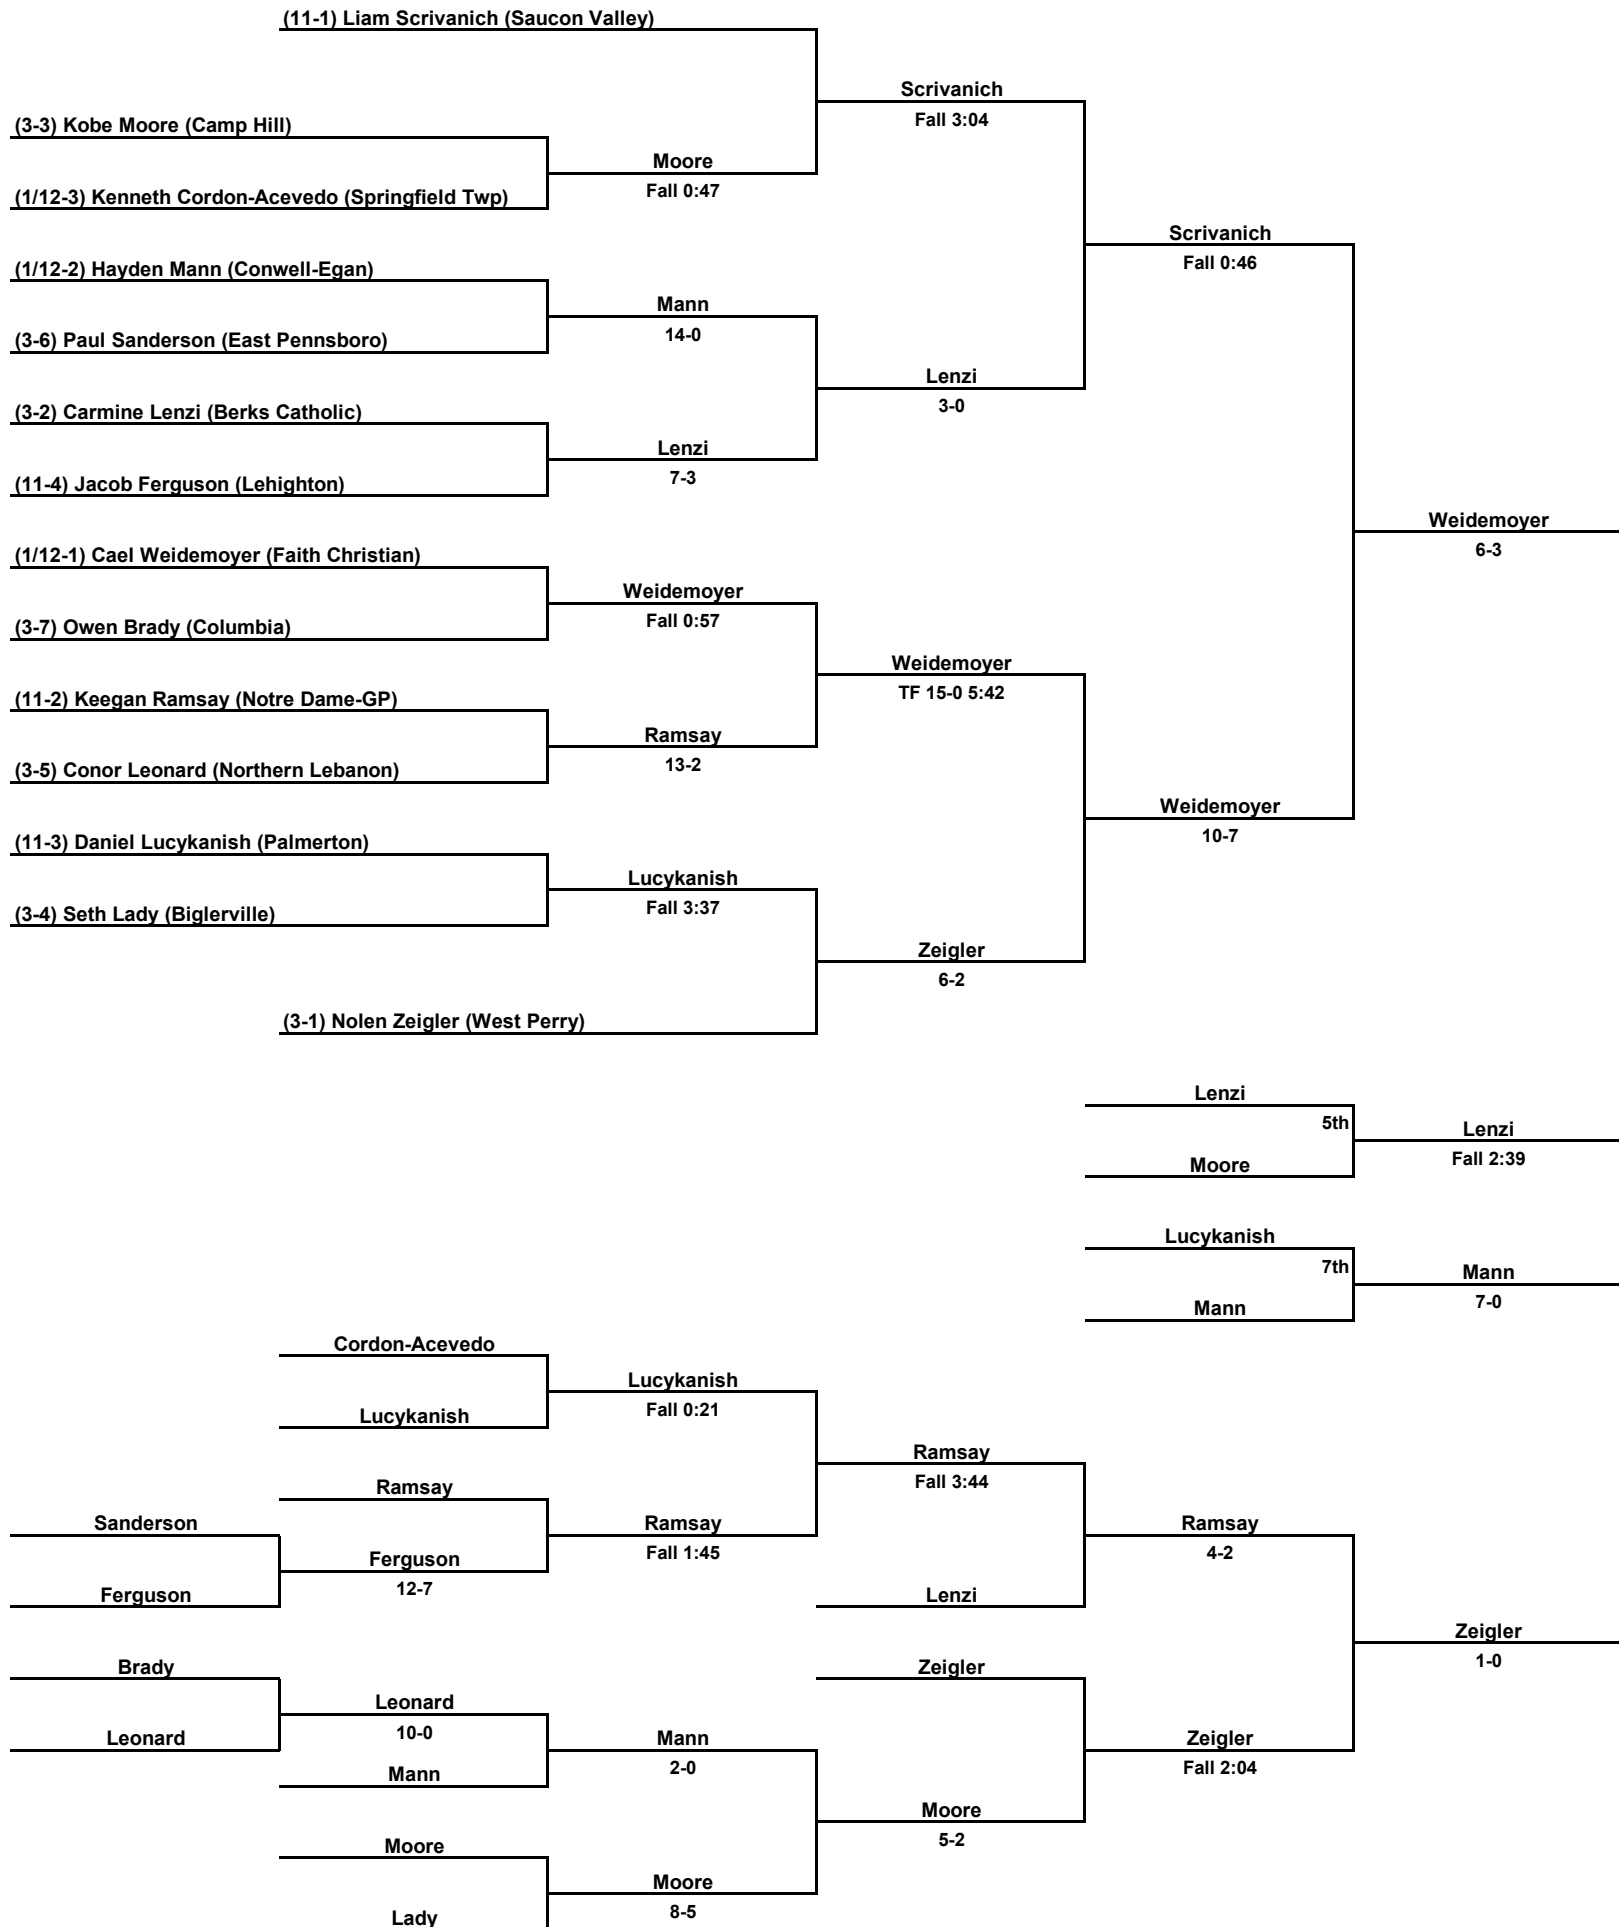 (11-1) Liam Scrivanich (Saucon Valley)
Scrivanich
Fall 3:04
(3-3) Kobe Moore (Camp Hill)
Moore
Fall 0:47
(1/12-3) Kenneth Cordon-Acevedo (Springfield Twp)
Scrivanich
Fall 0:46
(1/12-2) Hayden Mann (Conwell-Egan)
Mann
14-0
(3-6) Paul Sanderson (East Pennsboro)
Lenzi
3-0
(3-2) Carmine Lenzi (Berks Catholic)
Lenzi
7-3
(11-4) Jacob Ferguson (Lehighton)
Weidemoyer
6-3
(1/12-1) Cael Weidemoyer (Faith Christian)
Weidemoyer
Fall 0:57
(3-7) Owen Brady (Columbia)
Weidemoyer
TF 15-0 5:42
(11-2) Keegan Ramsay (Notre Dame-GP)
Ramsay
13-2
(3-5) Conor Leonard (Northern Lebanon)
Weidemoyer
10-7
(11-3) Daniel Lucykanish (Palmerton)
Lucykanish
Fall 3:37
(3-4) Seth Lady (Biglerville)
Zeigler
6-2
(3-1) Nolen Zeigler (West Perry)
Lenzi
5th
Lenzi
Fall 2:39
Moore
Lucykanish
7th
Mann
7-0
Mann
Cordon-Acevedo
Lucykanish
Fall 0:21
Lucykanish
Ramsay
Fall 3:44
Ramsay
Sanderson
Ramsay
Fall 1:45
Ramsay
4-2
Ferguson
12-7
Ferguson
Lenzi
Zeigler
1-0
Brady
Zeigler
Leonard
10-0
Leonard
Mann
2-0
Zeigler
Fall 2:04
Mann
Moore
5-2
Moore
Moore
8-5
Lady